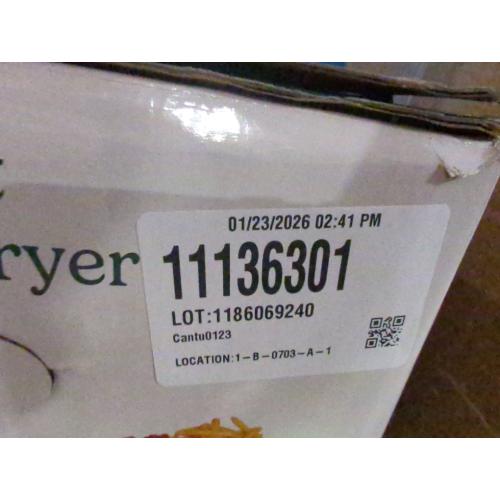 01/23/2026 02:41 PM
ryer
11136301
LOT:1186069240
Cantu0123
LOCATION:1-B-0703-A-1